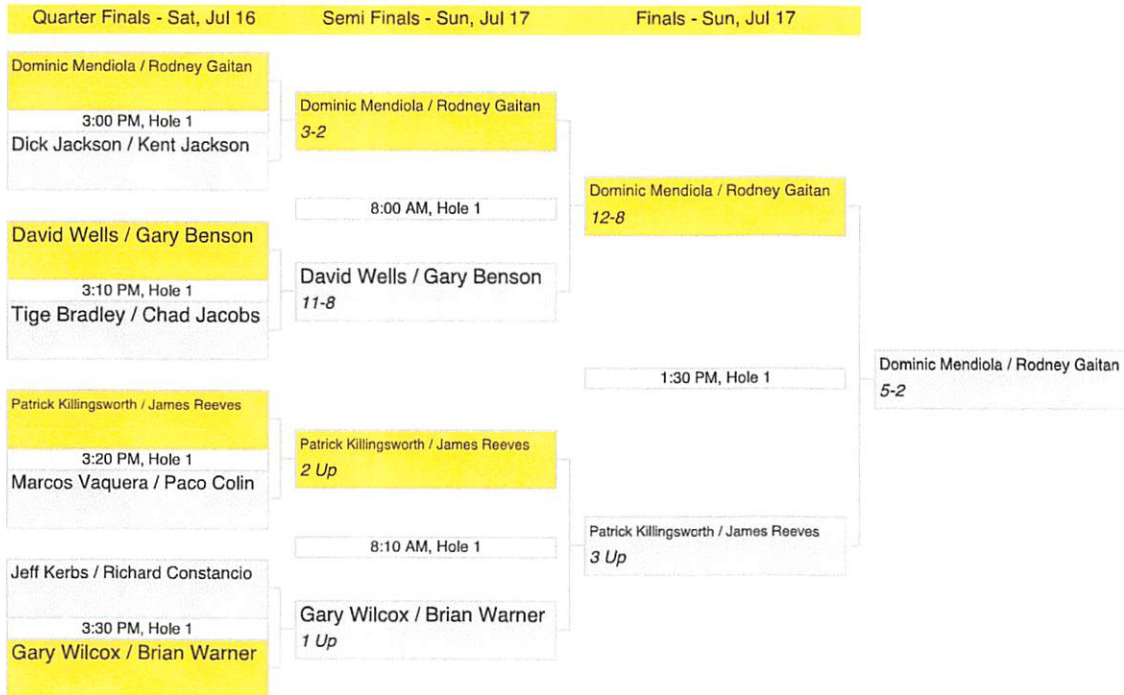 Quarter Finals - Sat, Jul 16
Semi Finals - Sun, Jul 17
Finals - Sun, Jul 17
Dominic Mendiola / Rodney Gaitan
3:00 PM, Hole 1
Dick Jackson / Kent Jackson
David Wells / Gary Benson
3:10 PM, Hole 1
Tige Bradley / Chad Jacobs
Patrick Killingsworth / James Reeves
3:20 PM, Hole 1
Marcos Vaquera / Paco Colin
Jeff Kerbs / Richard Constancio
3:30 PM, Hole 1
Gary Wilcox / Brian Warner
Dominic Mendiola / Rodney Gaitan
3-2
8:00 AM, Hole 1
David Wells / Gary Benson
11-8
Patrick Killingsworth / James Reeves
2 Up
8:10 AM, Hole 1
Gary Wilcox / Brian Warner
1 Up
Dominic Mendiola / Rodney Gaitan
12-8
1:30 PM, Hole 1
Patrick Killingsworth / James Reeves
3 Up
Dominic Mendiola / Rodney Gaitan
5-2